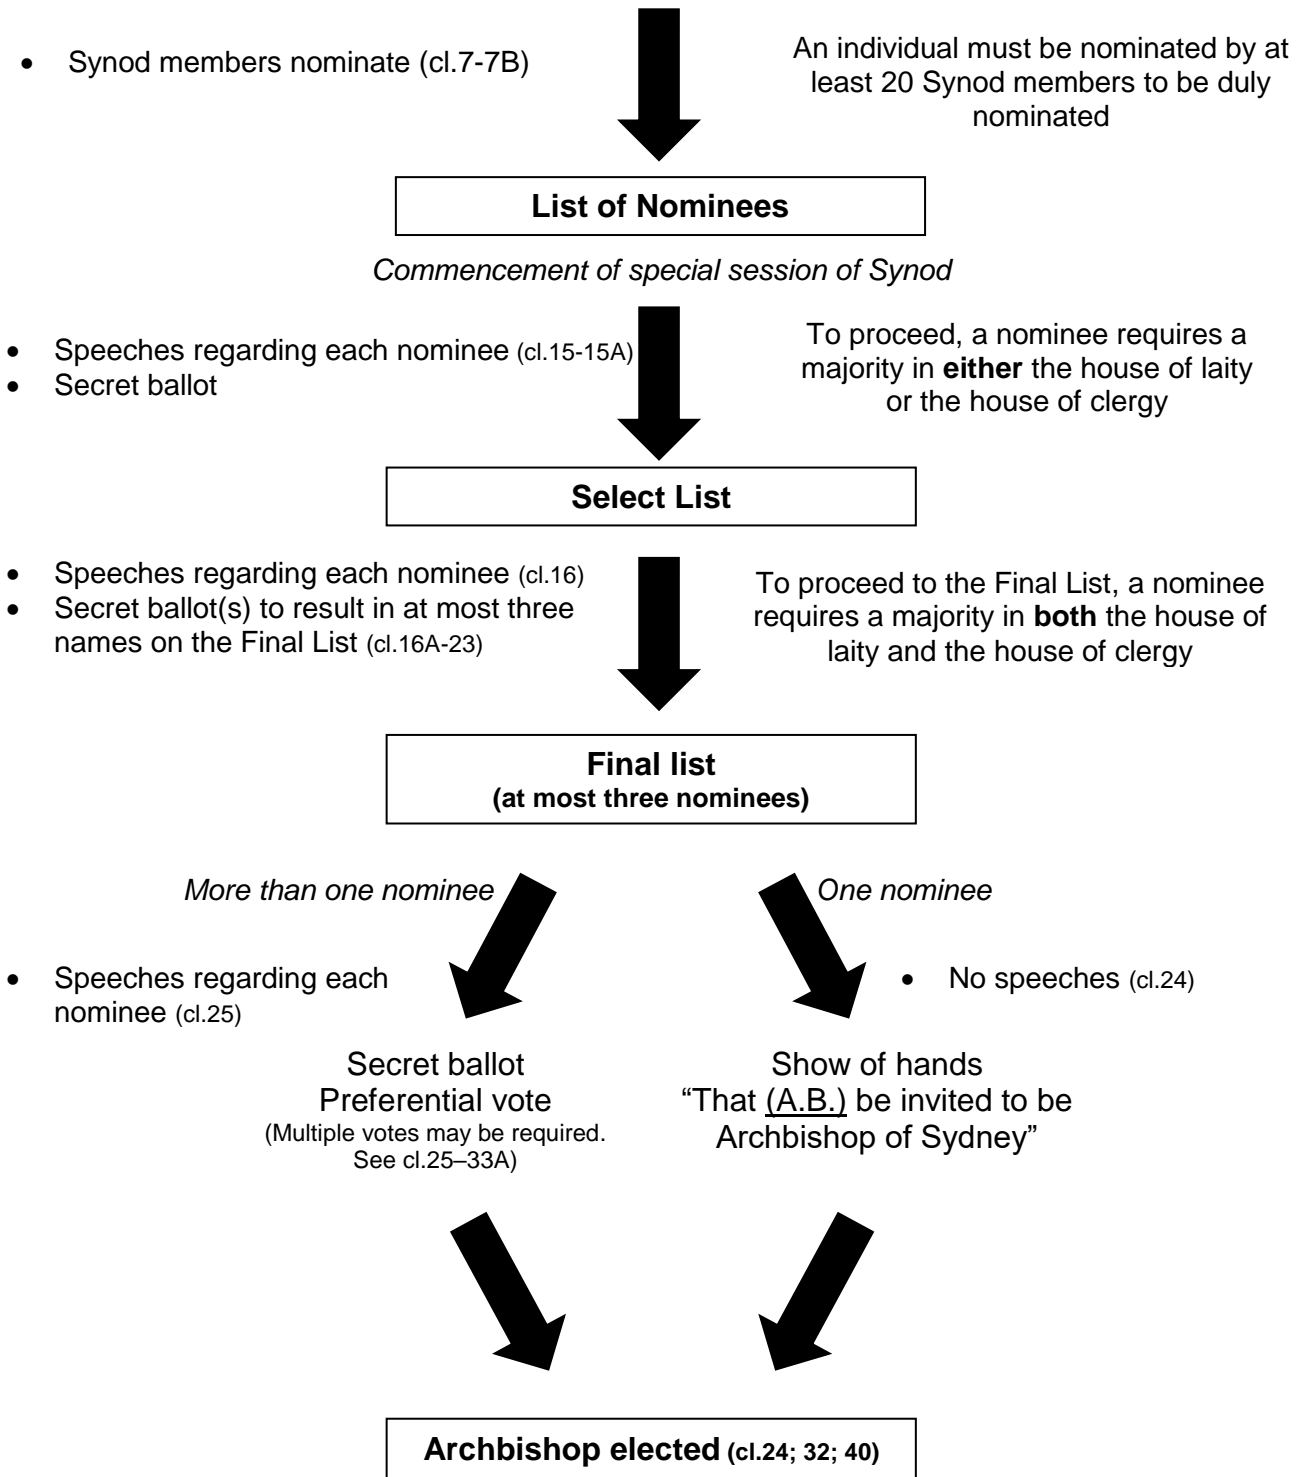 • Synod members nominate (cl.7-7B)
An individual must be nominated by at
least 20 Synod members to be duly
nominated
List of Nominees
Commencement of special session of Synod
• Speeches regarding each nominee (cl.15-15A)
• Secret ballot
To proceed, a nominee requires a
majority in either the house of laity
or the house of clergy
Select List
• Speeches regarding each nominee (cl.16)
• Secret ballot(s) to result in at most three
names on the Final List (cl.16A-23)
To proceed to the Final List, a nominee
requires a majority in both the house of
laity and the house of clergy
Final list
(at most three nominees)
More than one nominee
One nominee
• Speeches regarding each
nominee (cl.25)
• No speeches (cl.24)
Secret ballot
Preferential vote
(Multiple votes may be required.
See cl.25–33A)
Show of hands
“That (A.B.) be invited to be
Archbishop of Sydney”
Archbishop elected (cl.24; 32; 40)